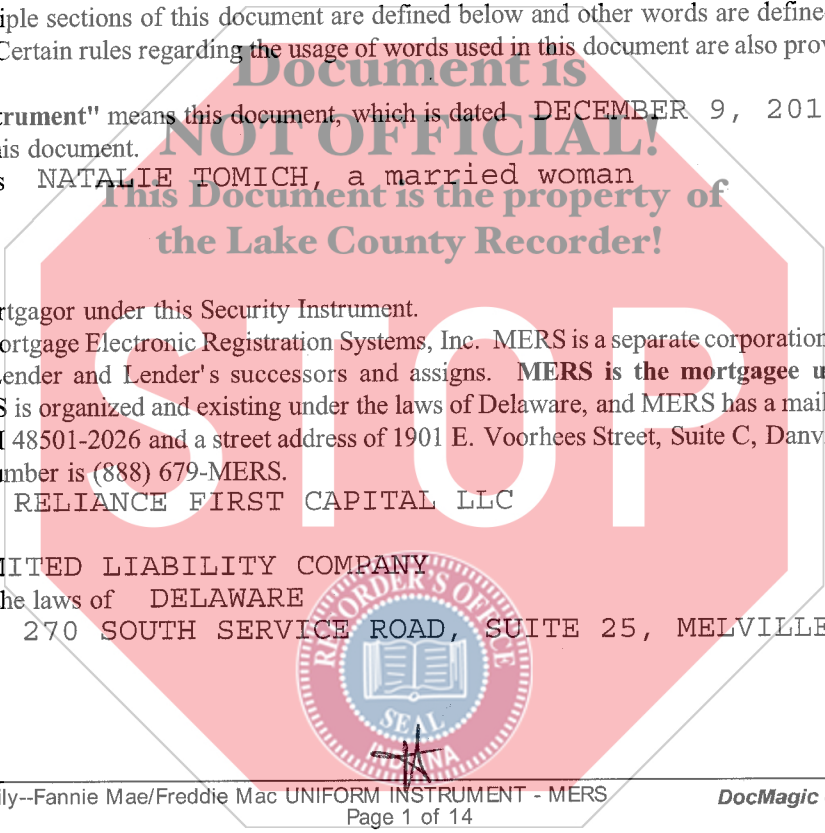 iple sections of this document are defined below and other words are define
Certain rules regarding the usage of words used in this document are also prov
Document is
trument" means this document, which is dated DECEMBER 9, 201
NOT OFFICIAL!
is document.
s NATALIE TOMICH, a married woman
This Document is the property of
the Lake County Recorder!
rtgagor under this Security Instrument.
ortgage Electronic Registration Systems, Inc. MERS is a separate corporation
ender and Lender's successors and assigns. MERS is the mortgagee u
S is organized and existing under the laws of Delaware, and MERS has a mail
I 48501-2026 and a street address of 1901 E. Voorhees Street, Suite C, Danv
STOP
mber is (888) 679-MERS.
RELIANCE FIRST CAPITAL LLC
MITED LIABILITY COMPANY
he laws of DELAWARE
270 SOUTH SERVICE ROAD, SUITE 25, MELVILLE
RECORDER'S OFFICE
SEAL
INDIANA
ily--Fannie Mae/Freddie Mac UNIFORM INSTRUMENT - MERS DocMagic
Page 1 of 14